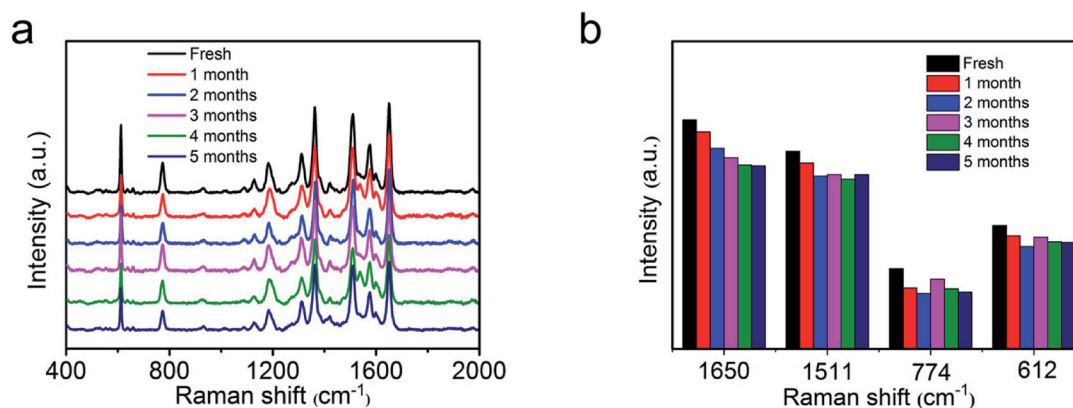 a
Fresh
1 month
2 months
3 months
4 months
5 months
Intensity (a.u.)
400 800 1200 1600 2000
Raman shift (cm⁻¹)
b
Fresh
1 month
2 months
3 months
4 months
5 months
Intensity (a.u.)
1650 1511 774 612
Raman shift (cm⁻¹)